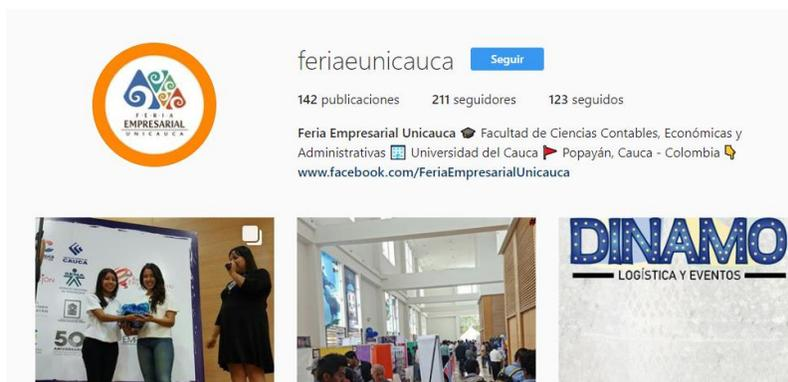 feriaeunicauca Seguir
142 publicaciones 211 seguidores 123 seguidos
Feria Empresarial Unicauca 🎓 Facultad de Ciencias Contables, Económicas y
Administrativas 🏢 Universidad del Cauca 🚩 Popayán, Cauca - Colombia 👇
www.facebook.com/FeriaEmpresarialUnicauca
FERIA
EMPRESARIAL
UNICAUCA
CAUCA
SENA
50
DINAMO
LOGÍSTICA Y EVENTOS